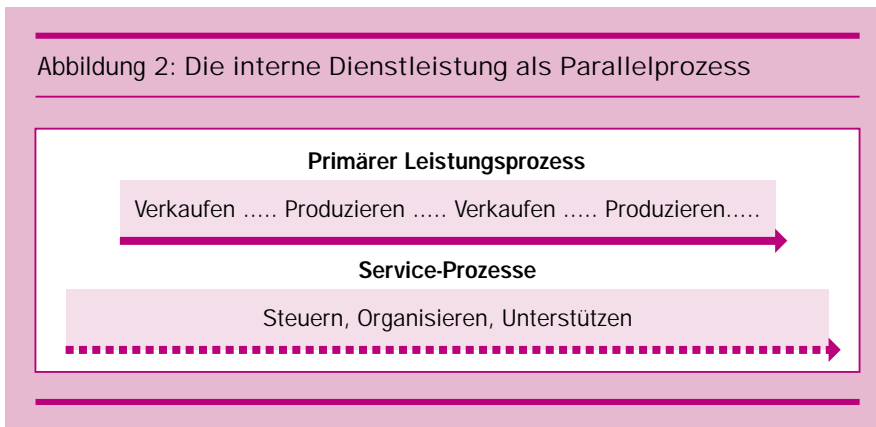 Abbildung 2: Die interne Dienstleistung als Parallelprozess
Primärer Leistungsprozess
Verkaufen ..... Produzieren ..... Verkaufen ..... Produzieren.....
Service-Prozesse
Steuern, Organisieren, Unterstützen